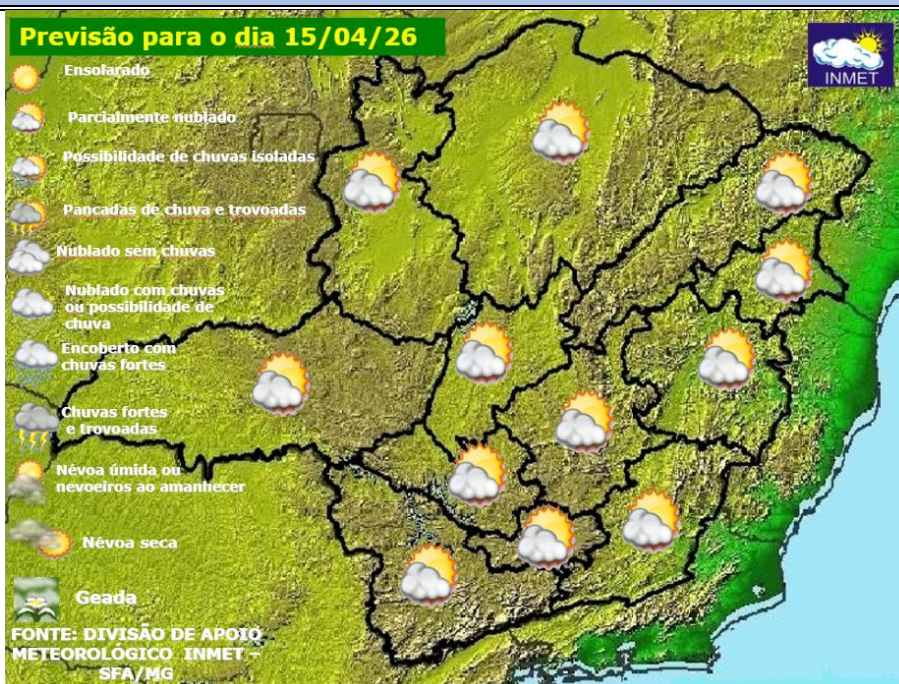 Previsão para o dia 15/04/26
INMET
Ensolarado
Parcialmente nublado
Possibilidade de chuvas isoladas
Pancadas de chuva e trovoadas
Nublado sem chuvas
Nublado com chuvas
ou possibilidade de
chuva
Encoberto com
chuvas fortes
Chuvas fortes
e trovoadas
Névoa úmida ou
nevoeiros ao amanhecer
Névoa seca
Geada
FONTE: DIVISÃO DE APOIO
METEOROLÓGICO INMET –
SFA/MG